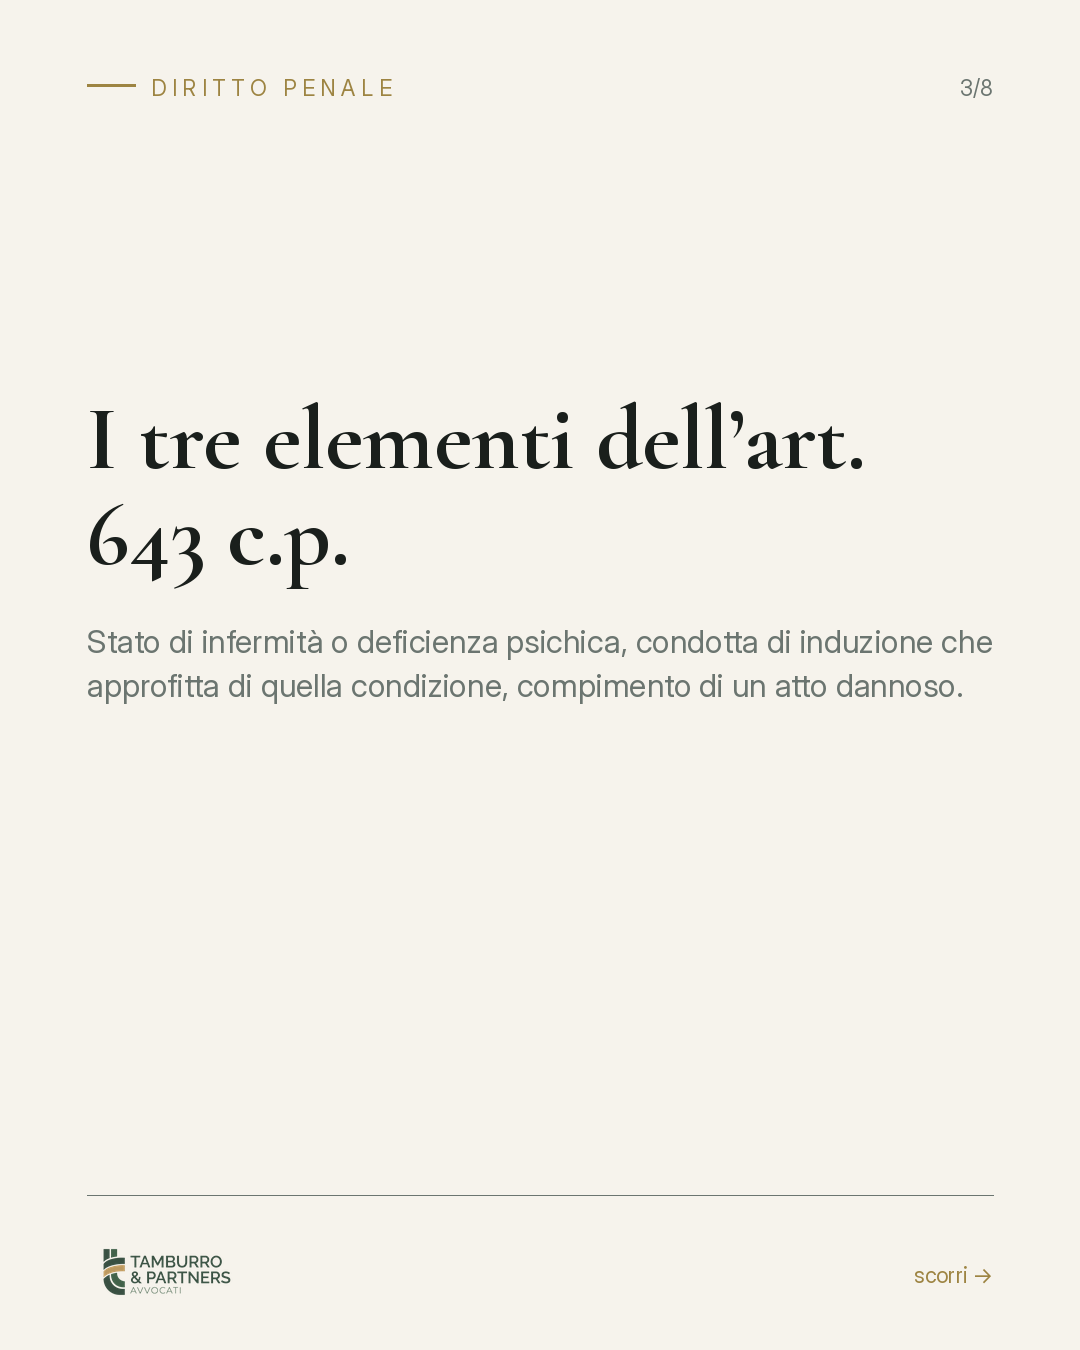 DIRITTO PENALE
3/8
I tre elementi dell’art.
643 c.p.
Stato di infermità o deficienza psichica, condotta di induzione che
approfitta di quella condizione, compimento di un atto dannoso.
TAMBURRO
& PARTNERS
AVVOCATI
scorri →